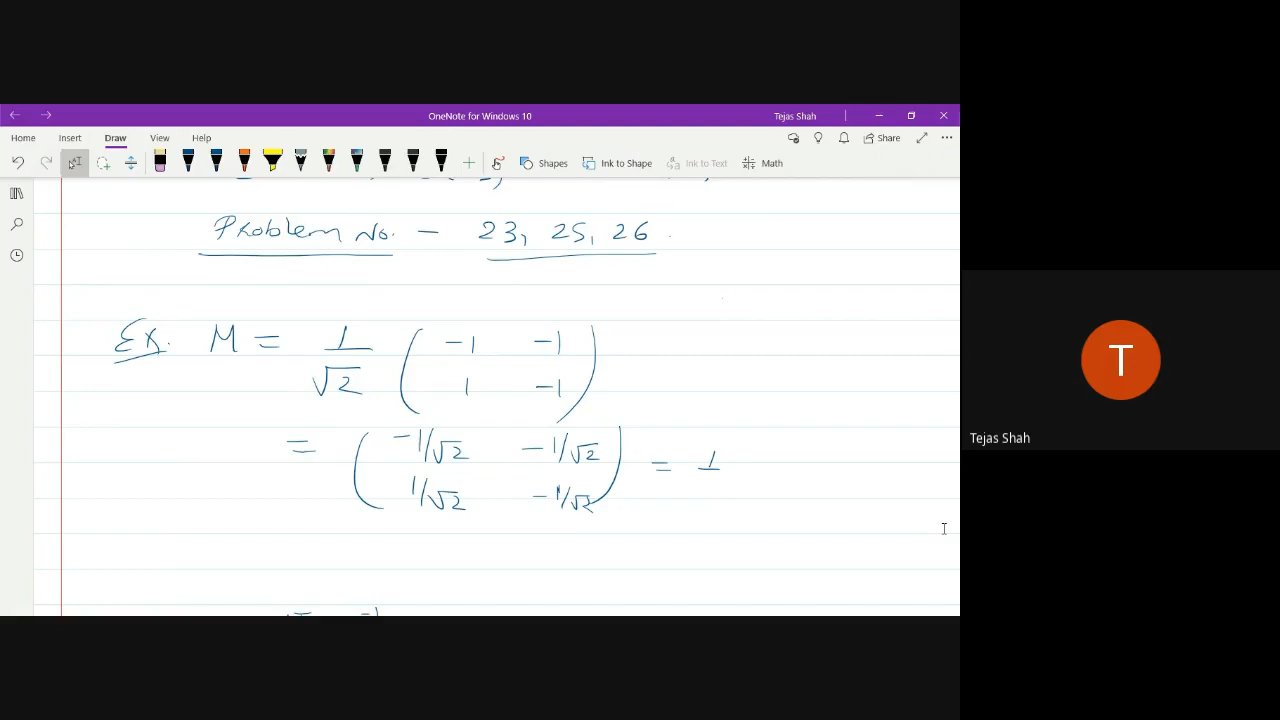 OneNote for Windows 10
Tejas Shah
Home Insert Draw View Help
Share
Shapes Ink to Shape Ink to Text Math
Problem No. - 23, 25, 26
Ex. M = 1/√2 ( -1 -1
1 -1 )
= ( -1/√2 -1/√2
1/√2 -1/√2 ) = 1
T
Tejas Shah